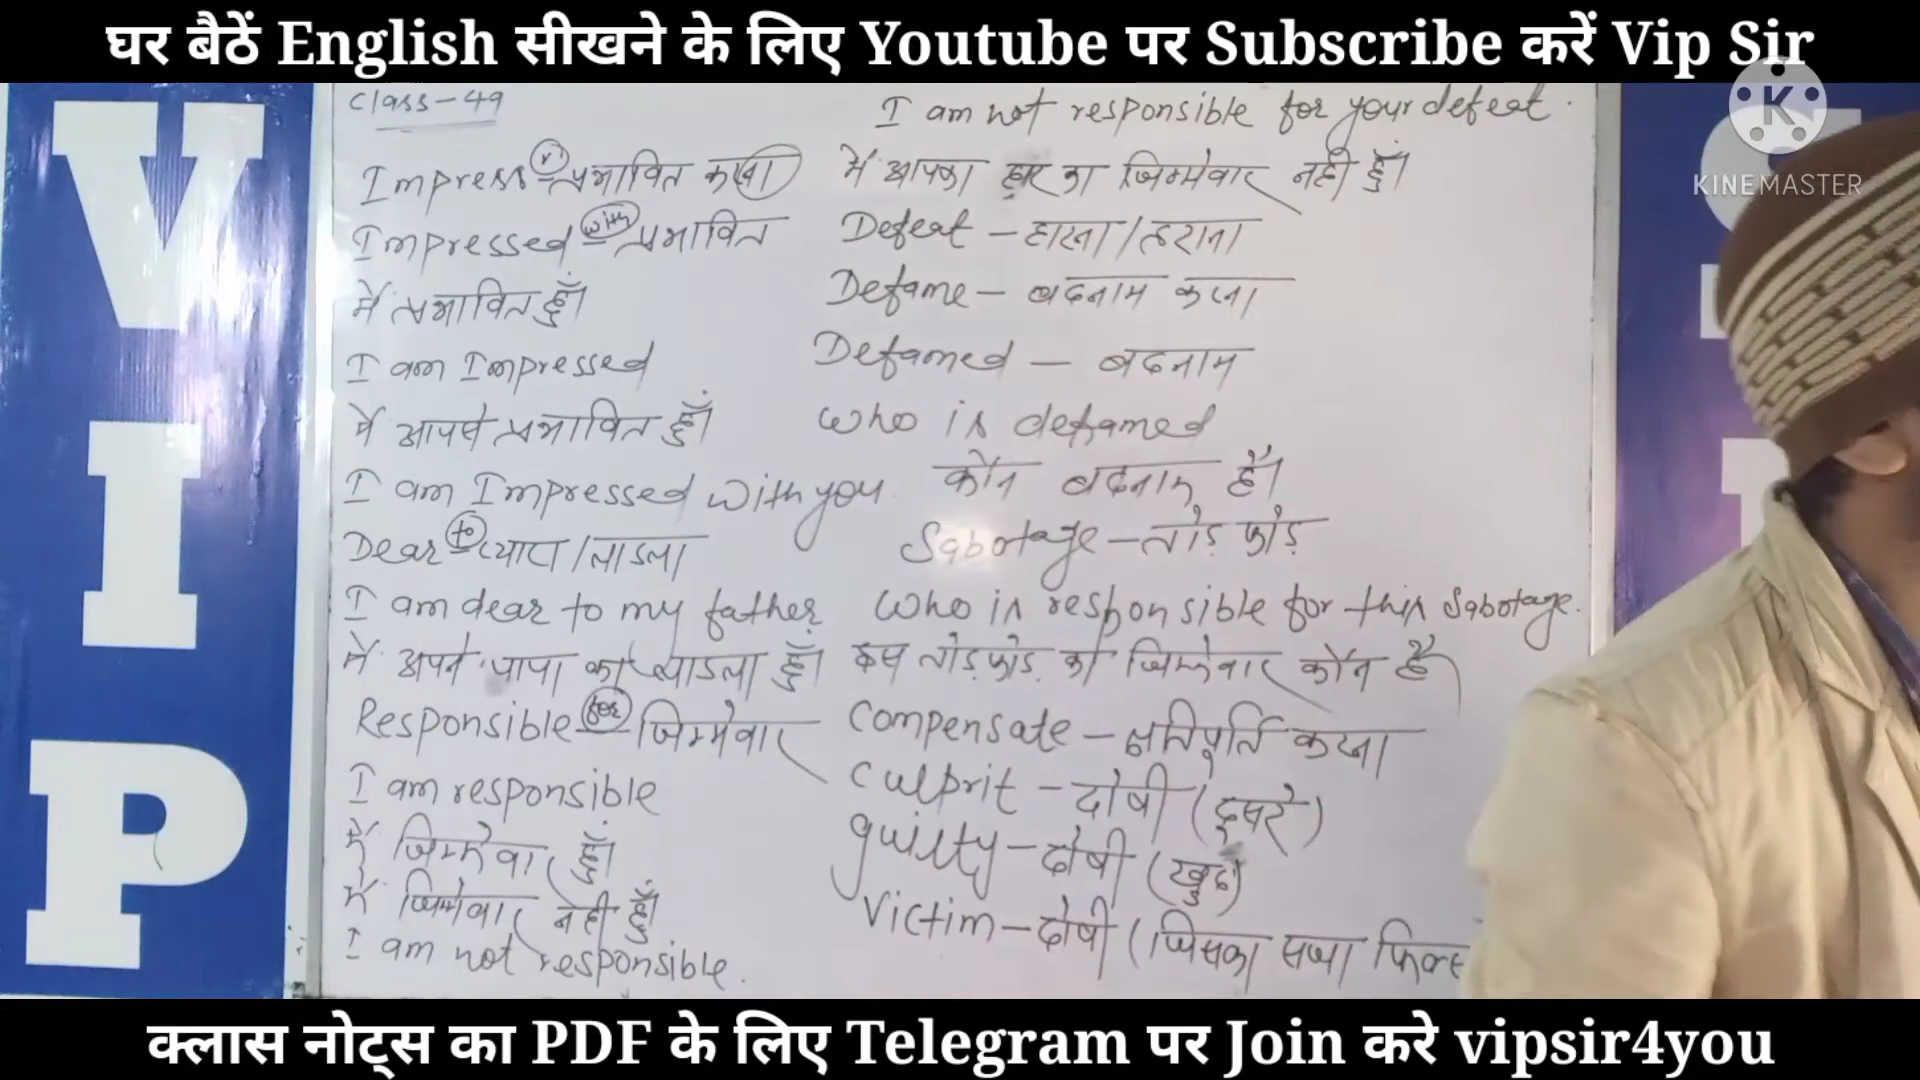 घर बैठें English सीखने के लिए Youtube पर Subscribe करें Vip Sir
KINEMASTER
VIP
Class-49
Impress - प्रभावित करना
Impressed with प्रभावित
मैं प्रभावित हूँ।
I am Impressed
मैं आपसे प्रभावित हूँ।
I am Impressed with you
Dear to प्यारा/लाडला
I am dear to my father
मैं अपने पापा का लाडला हूँ।
Responsible for जिम्मेवार
I am responsible
मैं जिम्मेवार हूँ।
मैं जिम्मेवार नही हूँ।
I am not responsible.
I am not responsible for your defeat.
मैं आपका हार का जिम्मेवार नही हूँ।
Defeat - हारना/हराना
Defame - बदनाम करना
Defamed - बदनाम
Who is defamed
कौन बदनाम है।
Sabotage - तोड़ फोड़
Who is responsible for this Sabotage.
इस तोड़फोड़ का जिम्मेवार कौन है
Compensate - क्षतिपूर्ति करना
Culprit - दोषी (दूसरे)
guilty - दोषी (खुद)
Victim - दोषी (जिसका सजा
क्लास नोट्स का PDF के लिए Telegram पर Join करे vipsir4you